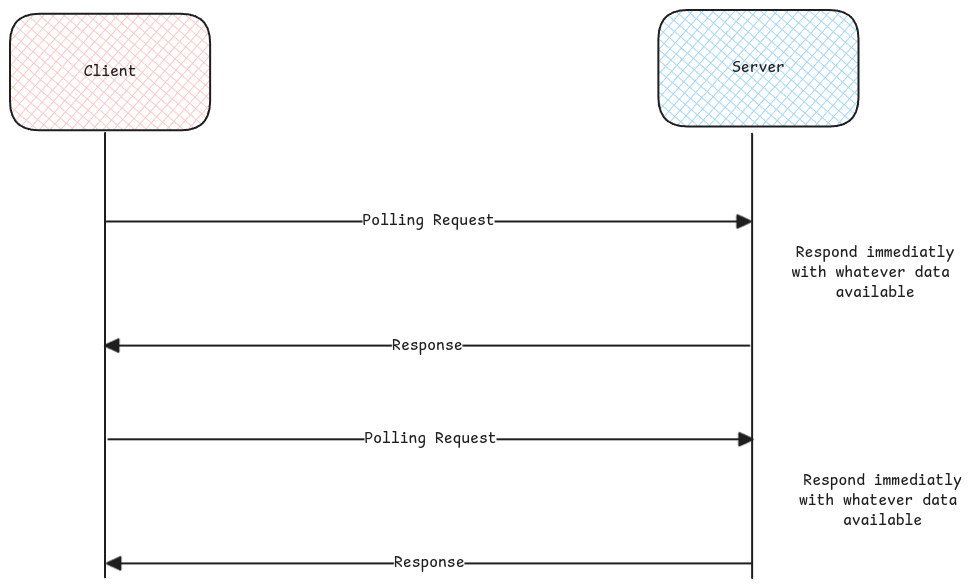 Client
Server
Polling Request
Respond immediatly
with whatever data
available
Response
Polling Request
Respond immediatly
with whatever data
available
Response